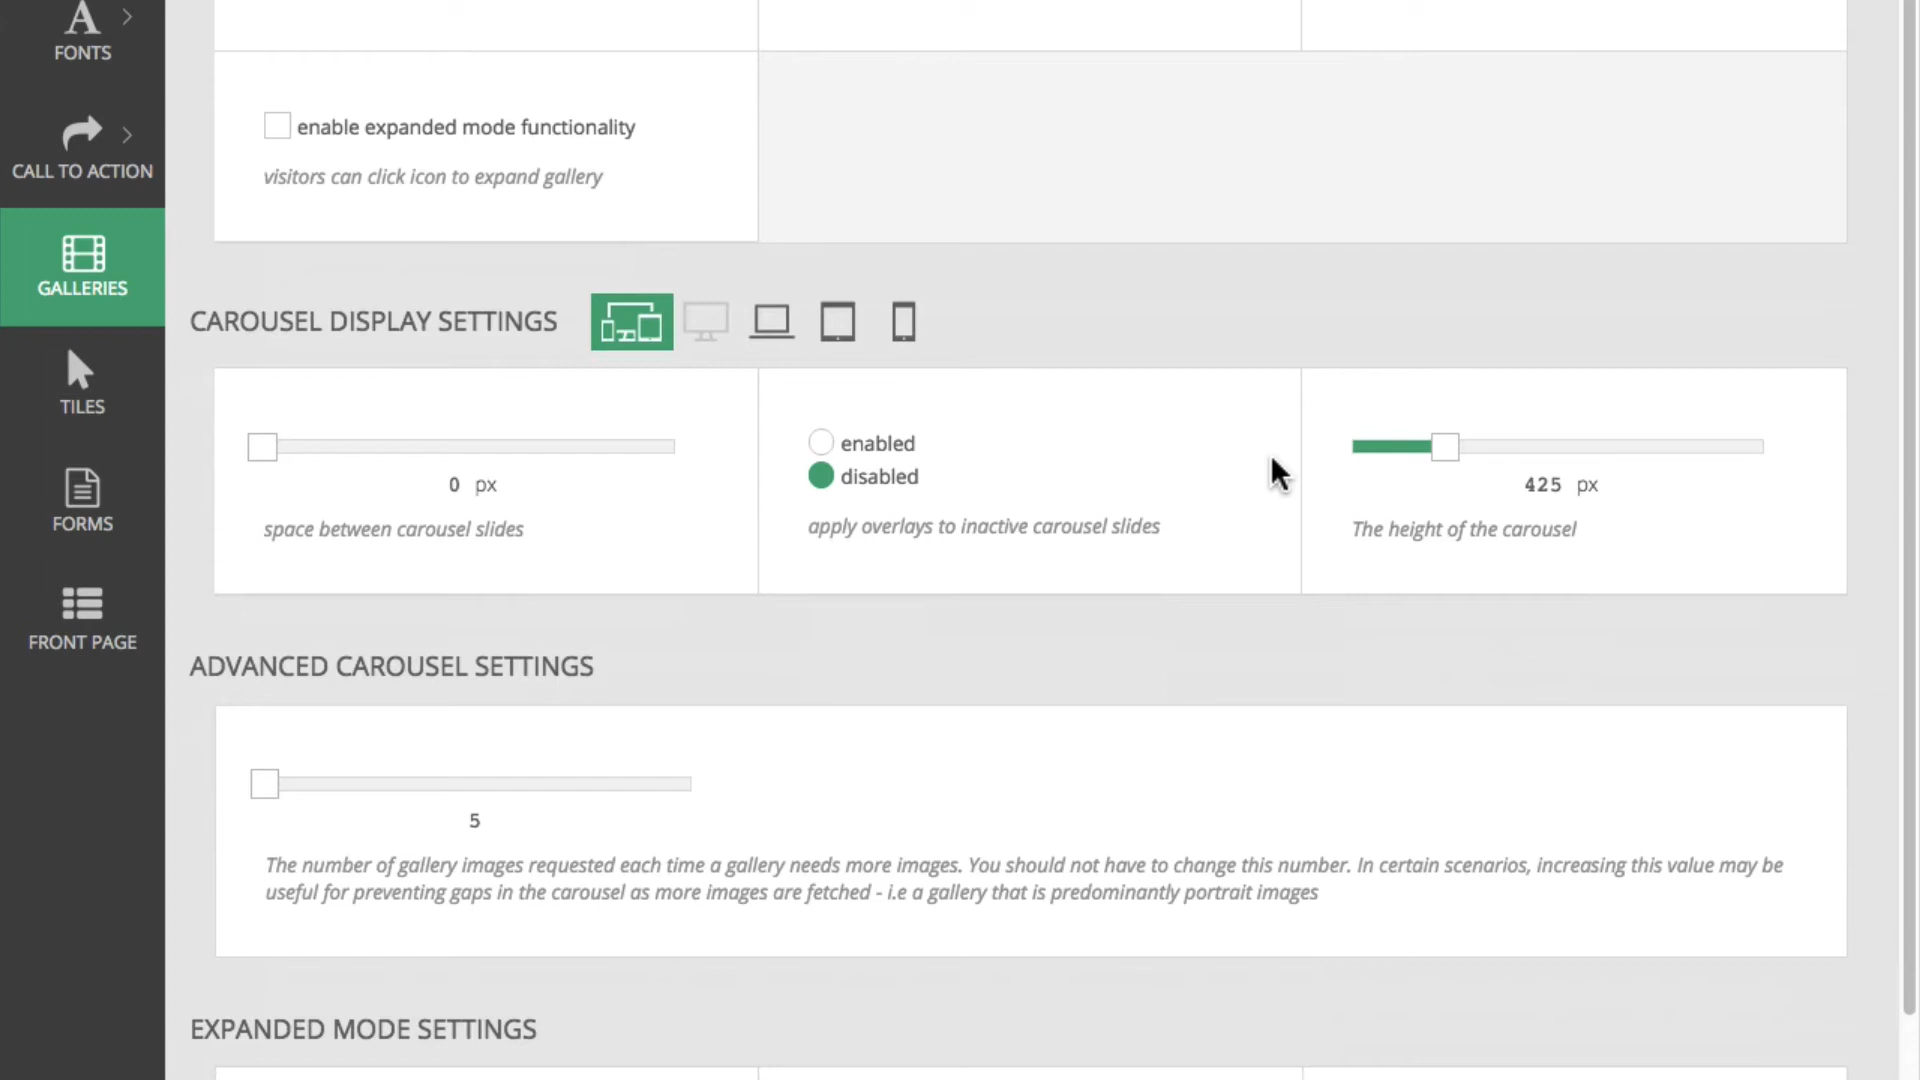 FONTS
CALL TO ACTION
GALLERIES
TILES
FORMS
FRONT PAGE
enable expanded mode functionality
visitors can click icon to expand gallery
CAROUSEL DISPLAY SETTINGS
0 px
space between carousel slides
enabled
disabled
apply overlays to inactive carousel slides
425 px
The height of the carousel
ADVANCED CAROUSEL SETTINGS
5
The number of gallery images requested each time a gallery needs more images. You should not have to change this number. In certain scenarios, increasing this value may be
useful for preventing gaps in the carousel as more images are fetched - i.e a gallery that is predominantly portrait images
EXPANDED MODE SETTINGS